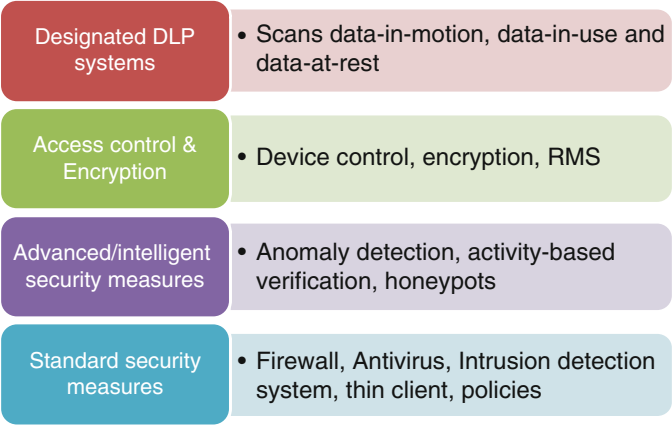 Designated DLP
systems
• Scans data-in-motion, data-in-use and
data-at-rest
Access control &
Encryption
• Device control, encryption, RMS
Advanced/intelligent
security measures
• Anomaly detection, activity-based
verification, honeypots
Standard security
measures
• Firewall, Antivirus, Intrusion detection
system, thin client, policies